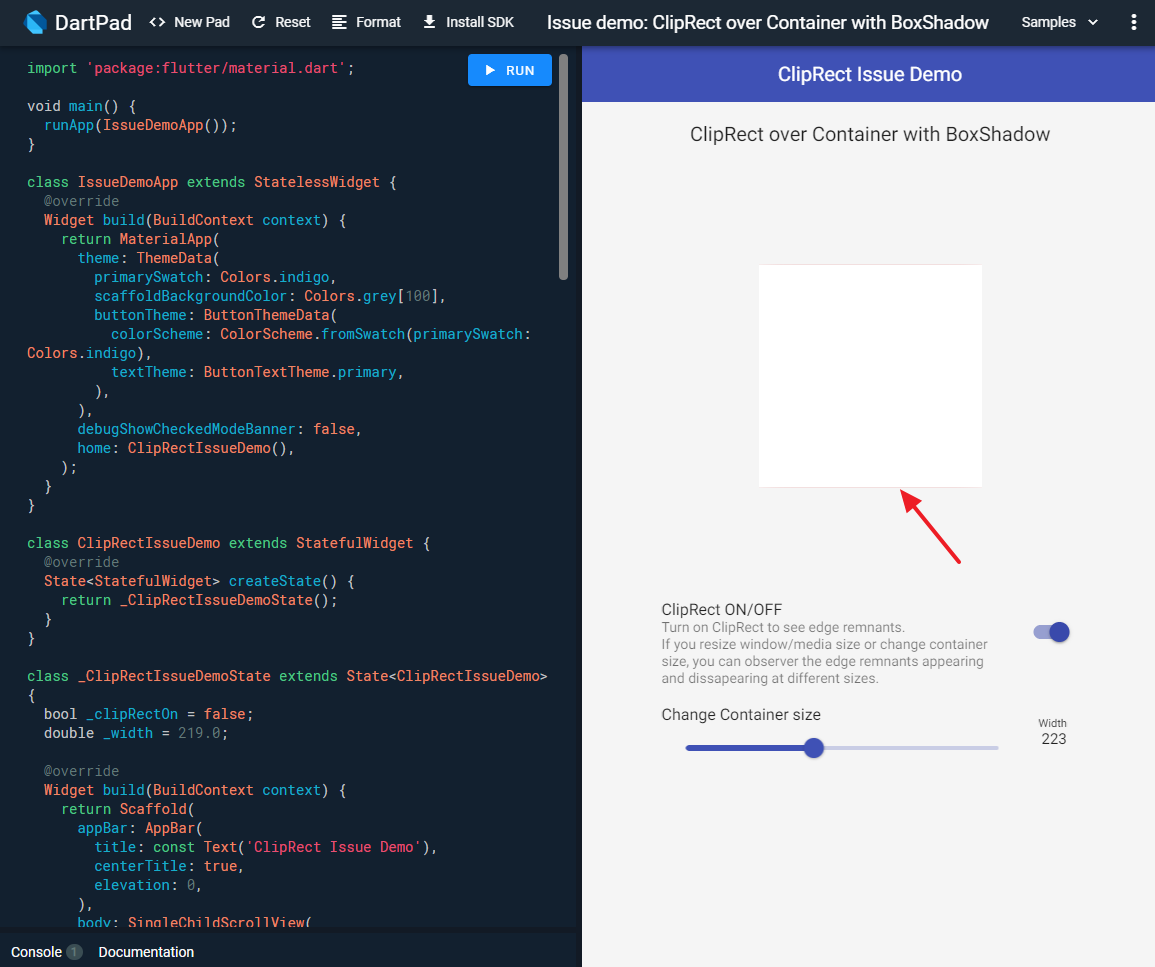 DartPad
New Pad
Reset
Format
Install SDK
Issue demo: ClipRect over Container with BoxShadow
Samples
RUN
import 'package:flutter/material.dart';
void main() {
runApp(IssueDemoApp());
}
class IssueDemoApp extends StatelessWidget {
@override
Widget build(BuildContext context) {
return MaterialApp(
theme: ThemeData(
primarySwatch: Colors.indigo,
scaffoldBackgroundColor: Colors.grey[100],
buttonTheme: ButtonThemeData(
colorScheme: ColorScheme.fromSwatch(primarySwatch:
Colors.indigo),
textTheme: ButtonTextTheme.primary,
),
),
debugShowCheckedModeBanner: false,
home: ClipRectIssueDemo(),
);
}
}
class ClipRectIssueDemo extends StatefulWidget {
@override
State<StatefulWidget> createState() {
return _ClipRectIssueDemoState();
}
}
class _ClipRectIssueDemoState extends State<ClipRectIssueDemo>
{
bool _clipRectOn = false;
double _width = 219.0;
@override
Widget build(BuildContext context) {
return Scaffold(
appBar: AppBar(
title: const Text('ClipRect Issue Demo'),
centerTitle: true,
elevation: 0,
),
body: SingleChildScrollView(
Console 1
Documentation
ClipRect Issue Demo
ClipRect over Container with BoxShadow
ClipRect ON/OFF
Turn on ClipRect to see edge remnants.
If you resize window/media size or change container
size, you can observer the edge remnants appearing
and dissapearing at different sizes.
Change Container size
Width
223